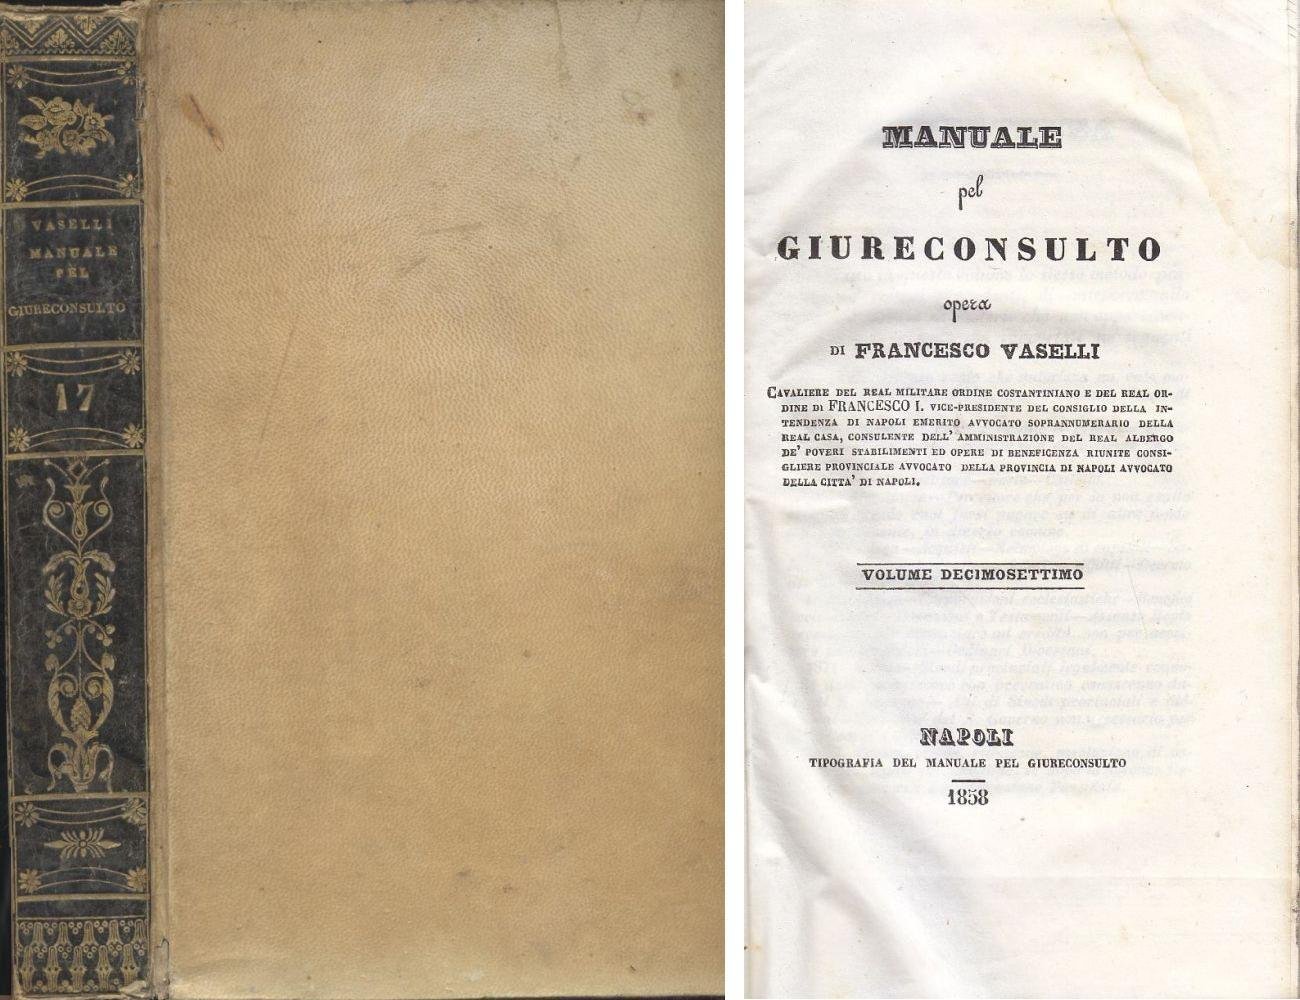 VASELLI
MANUALE
PEL
GIURECONSULTO
17
MANUALE
pel
GIURECONSULTO
opera
DI FRANCESCO VASELLI
CAVALIERE DEL REAL MILITARE ORDINE COSTANTINIANO E DEL REAL OR-
DINE DI FRANCESCO I. VICE-PRESIDENTE DEL CONSIGLIO DELLA IN-
TENDENZA DI NAPOLI EMERITO AVVOCATO SOPRANNUMERARIO DELLA
REAL CASA, CONSULENTE DELL' AMMINISTRAZIONE DEL REAL ALBERGO
DE' POVERI STABILIMENTI ED OPERE DI BENEFICENZA RIUNITE CONSI-
GLIERE PROVINCIALE AVVOCATO DELLA PROVINCIA DI NAPOLI AVVOCATO
DELLA CITTA' DI NAPOLI.
VOLUME DECIMOSETTIMO
NAPOLI
TIPOGRAFIA DEL MANUALE PEL GIURECONSULTO
1858